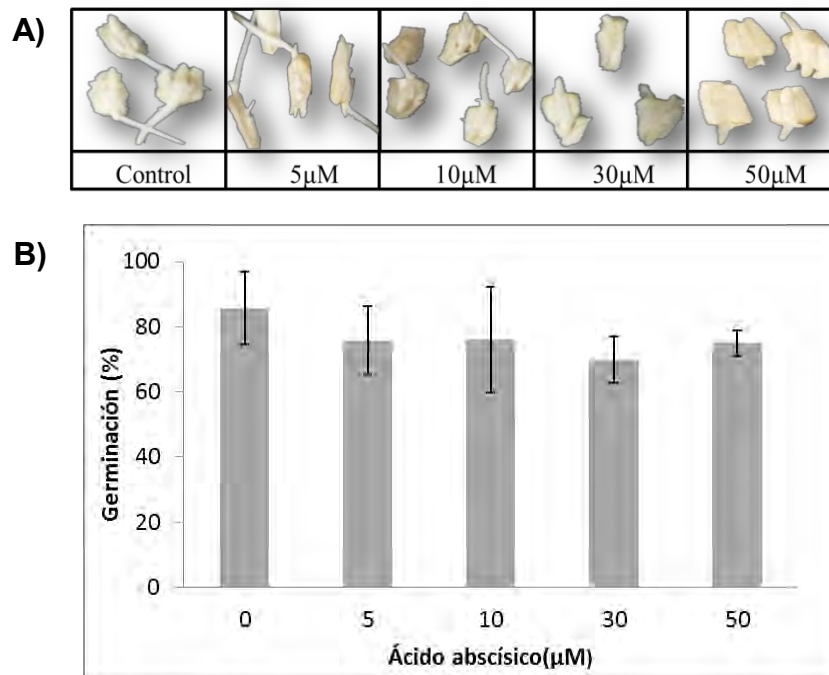 A)
Control 5µM 10µM 30µM 50µM
B)
Germinación (%)
100
80
60
40
20
0
0 5 10 30 50
Ácido abscísico(µM)